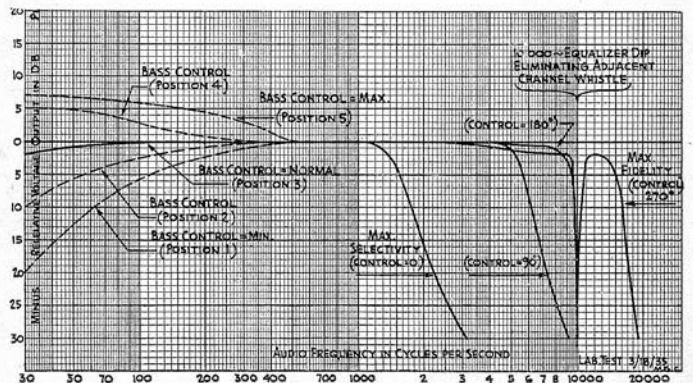 20
15
10
5
0
5
10
15
20
25
30
MINUS RELATIVE VOLTAGE OUTPUT IN DB
BASS CONTROL
(POSITION 4)
BASS CONTROL = MAX.
(POSITION 5)
BASS CONTROL = NORMAL
(POSITION 3)
BASS CONTROL
(POSITION 2)
BASS CONTROL = MIN.
(POSITION 1)
10 000~EQUALIZER DIP
ELIMINATING ADJACENT
CHANNEL WHISTLE
(CONTROL = 180°)
MAX.
FIDELITY
(CONTROL
270°
MAX.
SELECTIVITY
(CONTROL=0)
(CONTROL=90)
AUDIO FREQUENCY IN CYCLES PER SECOND
LAB. TEST 3/18/35
30 50 70 100 200 300 400 700 1000 2 3 4 5 6 7 8 10000 20000